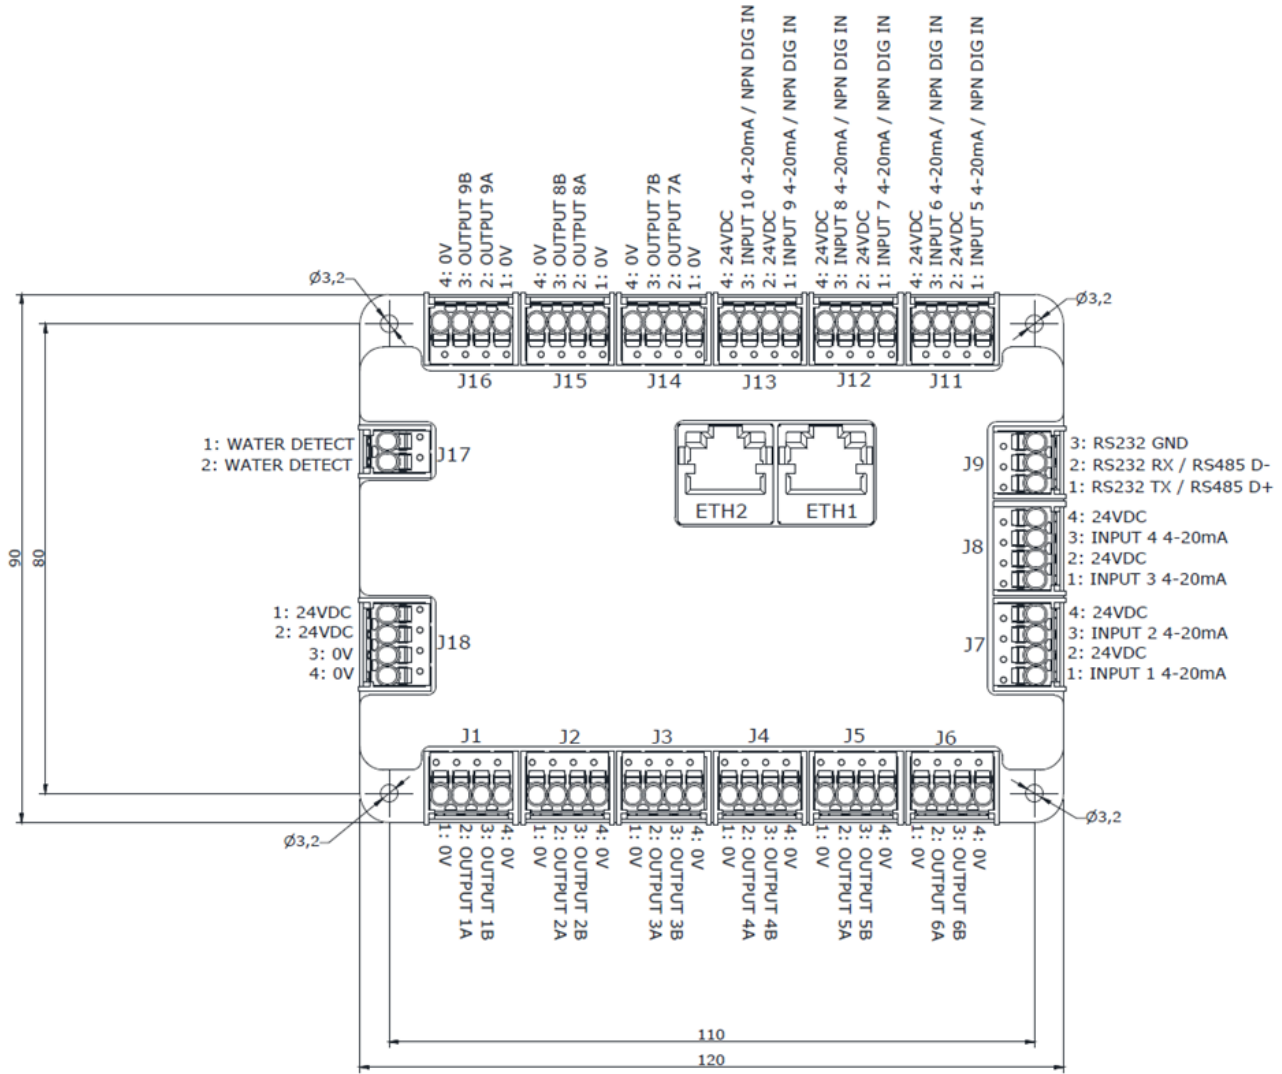 4: 0V
3: OUTPUT 9B
2: OUTPUT 9A
1: 0V
4: 0V
3: OUTPUT 8B
2: OUTPUT 8A
1: 0V
4: 0V
3: OUTPUT 7B
2: OUTPUT 7A
1: 0V
4: 24VDC
3: INPUT 10 4-20mA / NPN DIG IN
2: 24VDC
1: INPUT 9 4-20mA / NPN DIG IN
4: 24VDC
3: INPUT 8 4-20mA / NPN DIG IN
2: 24VDC
1: INPUT 7 4-20mA / NPN DIG IN
4: 24VDC
3: INPUT 6 4-20mA / NPN DIG IN
2: 24VDC
1: INPUT 5 4-20mA / NPN DIG IN
Ø3,2
Ø3,2
J16
J15
J14
J13
J12
J11
1: WATER DETECT
2: WATER DETECT
J17
J9
3: RS232 GND
2: RS232 RX / RS485 D-
1: RS232 TX / RS485 D+
ETH2
ETH1
J8
4: 24VDC
3: INPUT 4 4-20mA
2: 24VDC
1: INPUT 3 4-20mA
90
80
1: 24VDC
2: 24VDC
3: 0V
4: 0V
J18
J7
4: 24VDC
3: INPUT 2 4-20mA
2: 24VDC
1: INPUT 1 4-20mA
J1
J2
J3
J4
J5
J6
Ø3,2
Ø3,2
1: 0V
2: OUTPUT 1A
3: OUTPUT 1B
4: 0V
1: 0V
2: OUTPUT 2A
3: OUTPUT 2B
4: 0V
1: 0V
2: OUTPUT 3A
3: OUTPUT 3B
4: 0V
1: 0V
2: OUTPUT 4A
3: OUTPUT 4B
4: 0V
1: 0V
2: OUTPUT 5A
3: OUTPUT 5B
4: 0V
1: 0V
2: OUTPUT 6A
3: OUTPUT 6B
4: 0V
110
120